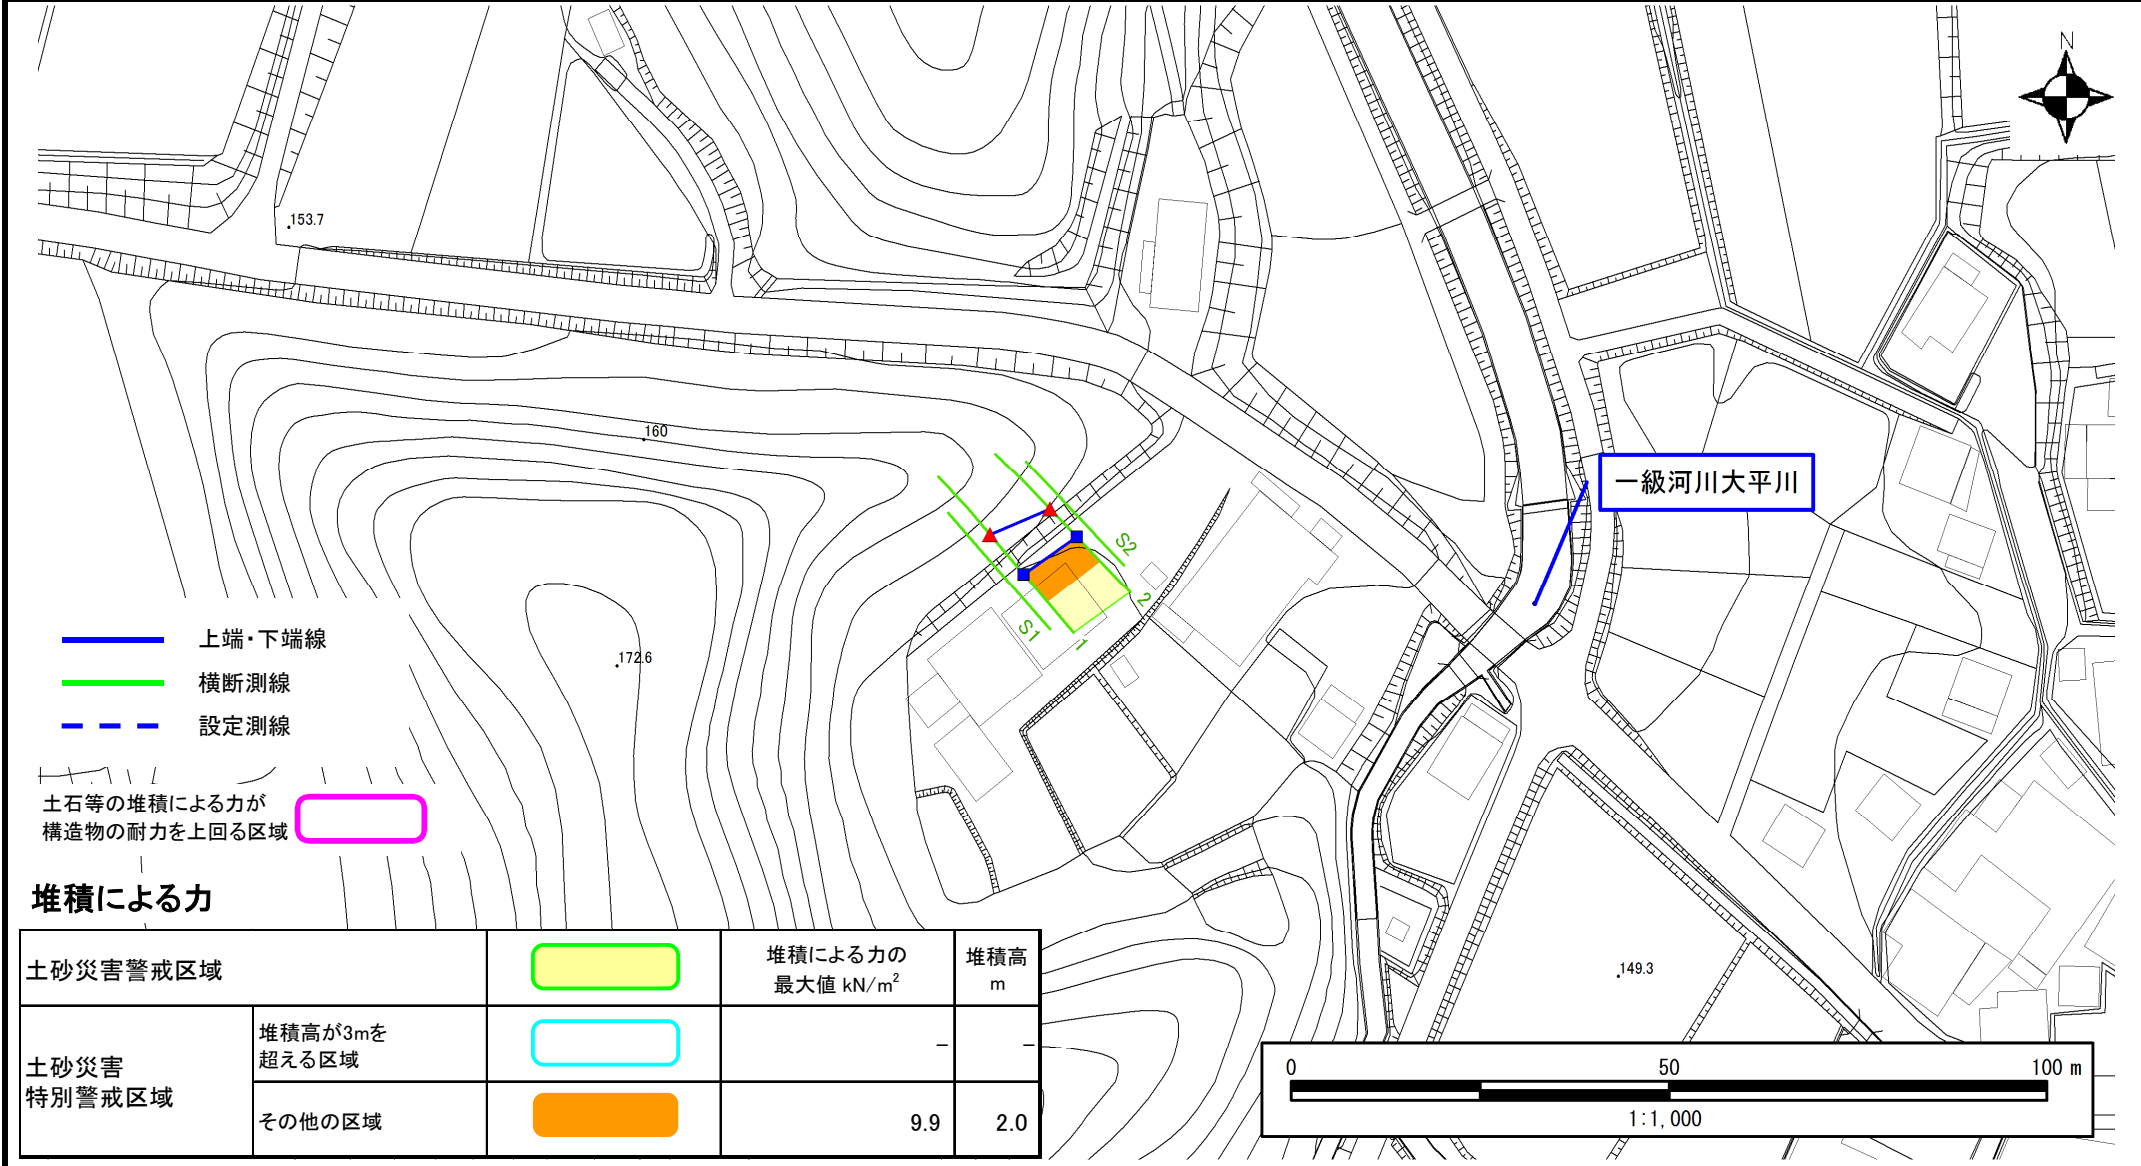 N
153.7
160
一級河川大平川
S2
2
S1
1
172.6
上端・下端線
横断測線
設定測線
土石等の堆積による力が
構造物の耐力を上回る区域
堆積による力
土砂災害警戒区域
堆積による力の
最大値 kN/m²
堆積高
m
土砂災害
特別警戒区域
堆積高が3mを
超える区域
–
–
その他の区域
9.9
2.0
149.3
0
50
100 m
1:1,000